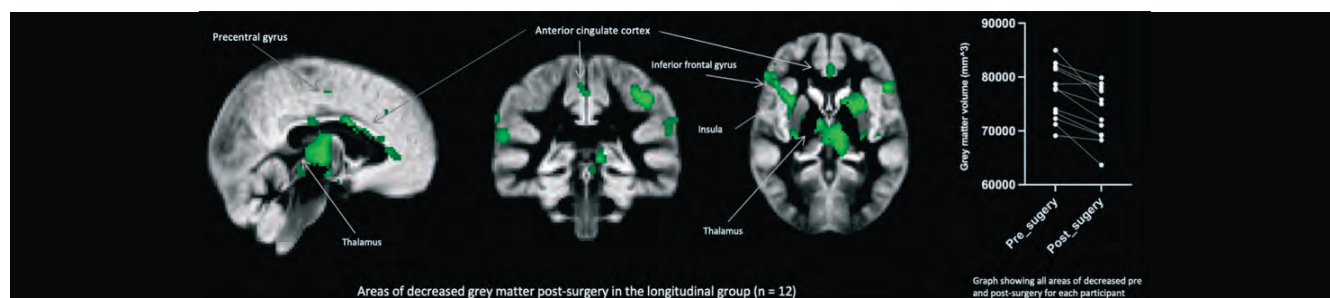 Precentral gyrus
Anterior cingulate cortex
Inferior frontal gyrus
Insula
Thalamus
Thalamus
Areas of decreased grey matter post-surgery in the longitudinal group (n = 12)
Grey matter volume (mm^3)
90000
80000
70000
60000
Pre_sugery
Post_sugery
Graph showing all areas of decreased pre
and post-surgery for each participant